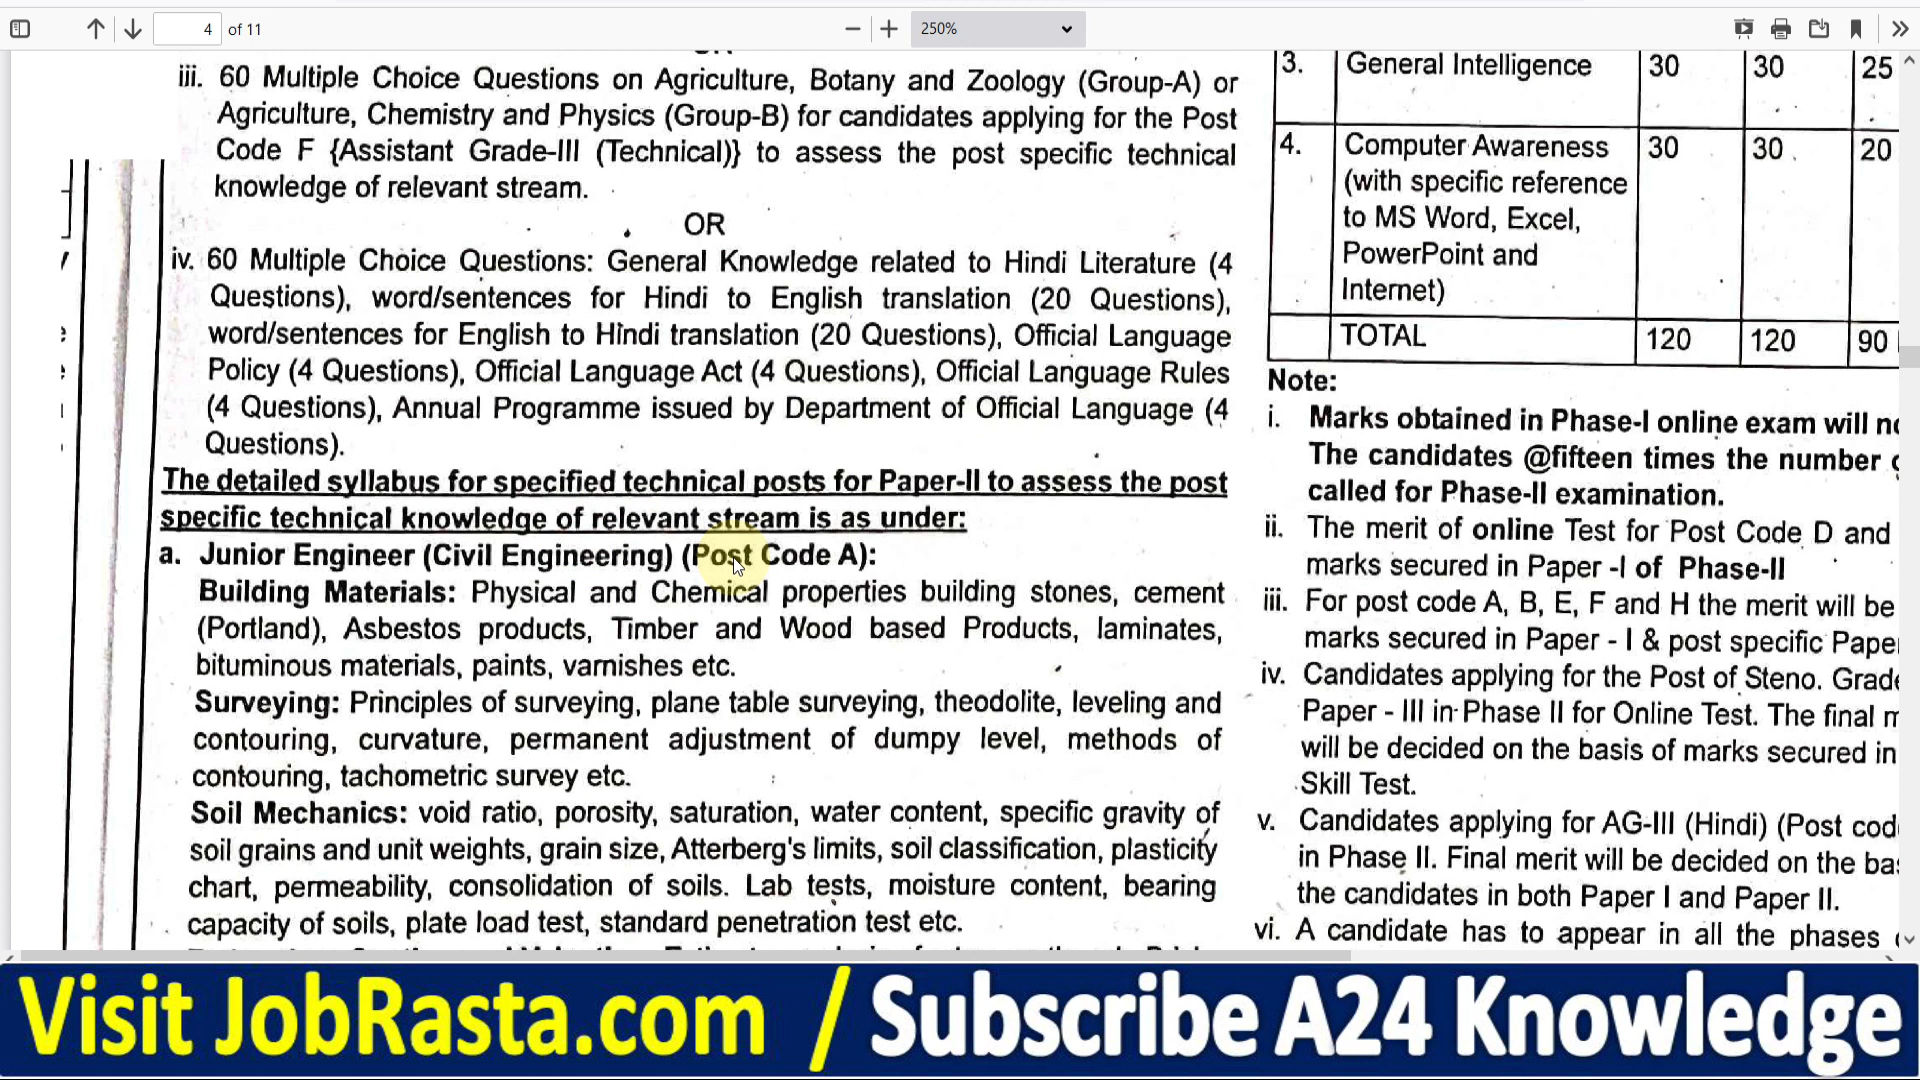 4 of 11
250%
iii. 60 Multiple Choice Questions on Agriculture, Botany and Zoology (Group-A) or
Agriculture, Chemistry and Physics (Group-B) for candidates applying for the Post
Code F {Assistant Grade-III (Technical)} to assess the post specific technical
knowledge of relevant stream.
OR
iv. 60 Multiple Choice Questions: General Knowledge related to Hindi Literature (4
Questions), word/sentences for Hindi to English translation (20 Questions),
word/sentences for English to Hindi translation (20 Questions), Official Language
Policy (4 Questions), Official Language Act (4 Questions), Official Language Rules
(4 Questions), Annual Programme issued by Department of Official Language (4
Questions).
The detailed syllabus for specified technical posts for Paper-II to assess the post
specific technical knowledge of relevant stream is as under:
a. Junior Engineer (Civil Engineering) (Post Code A):
Building Materials: Physical and Chemical properties building stones, cement
(Portland), Asbestos products, Timber and Wood based Products, laminates,
bituminous materials, paints, varnishes etc.
Surveying: Principles of surveying, plane table surveying, theodolite, leveling and
contouring, curvature, permanent adjustment of dumpy level, methods of
contouring, tachometric survey etc.
Soil Mechanics: void ratio, porosity, saturation, water content, specific gravity of
soil grains and unit weights, grain size, Atterberg's limits, soil classification, plasticity
chart, permeability, consolidation of soils. Lab tests, moisture content, bearing
capacity of soils, plate load test, standard penetration test etc.
3. General Intelligence 30 30 25
4. Computer Awareness 30 30 20
(with specific reference
to MS Word, Excel,
PowerPoint and
Internet)
TOTAL 120 120 90
Note:
i. Marks obtained in Phase-I online exam will
The candidates @fifteen times the number
called for Phase-II examination.
ii. The merit of online Test for Post Code D and
marks secured in Paper -I of Phase-II
iii. For post code A, B, E, F and H the merit will be
marks secured in Paper - I & post specific
iv. Candidates applying for the Post of Steno.
Paper - III in Phase II for Online Test. The final
will be decided on the basis of marks secured in
Skill Test.
v. Candidates applying for AG-III (Hindi) (Post
in Phase II. Final merit will be decided on the
the candidates in both Paper I and Paper II.
vi. A candidate has to appear in all the phases
Visit JobRasta.com / Subscribe A24 Knowledge